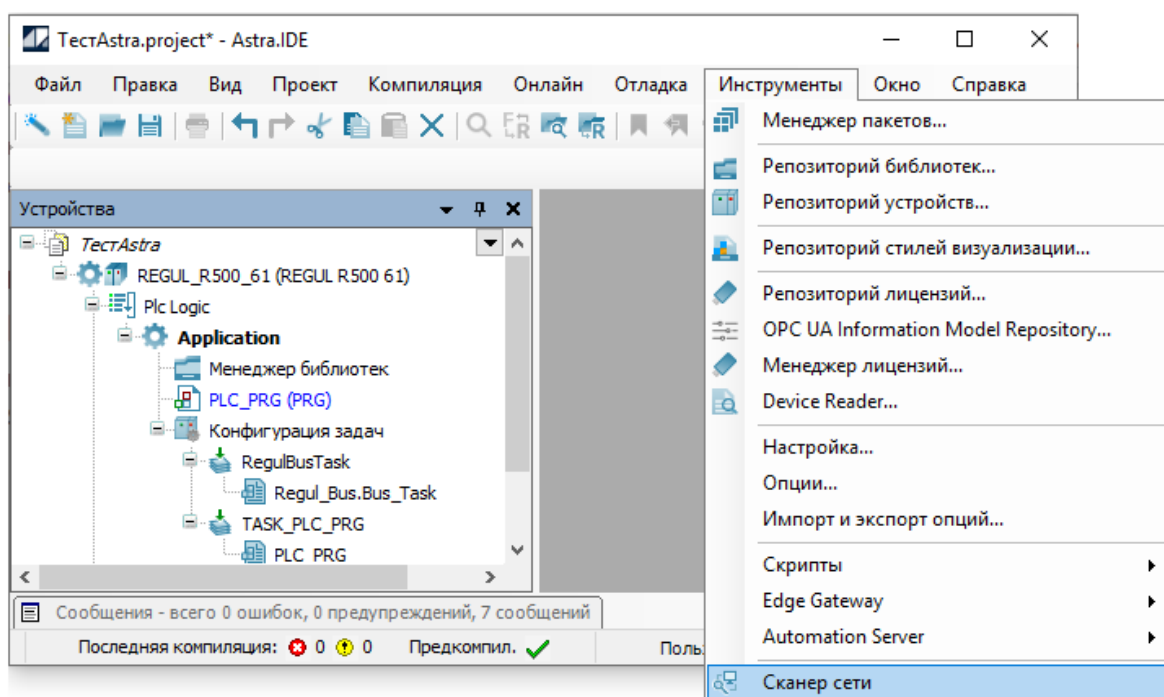 ТестAstra.project* - Astra.IDE
Файл Правка Вид Проект Компиляция Онлайн Отладка Инструменты Окно Справка
Менеджер пакетов...
Репозиторий библиотек...
Репозиторий устройств...
Репозиторий стилей визуализации...
Репозиторий лицензий...
OPC UA Information Model Repository...
Менеджер лицензий...
Device Reader...
Настройка...
Опции...
Импорт и экспорт опций...
Скрипты
Edge Gateway
Automation Server
Сканер сети
Устройства
ТестAstra
REGUL_R500_61 (REGUL R500 61)
Plc Logic
Application
Менеджер библиотек
PLC_PRG (PRG)
Конфигурация задач
RegulBusTask
Regul_Bus.Bus_Task
TASK_PLC_PRG
PLC_PRG
Сообщения - всего 0 ошибок, 0 предупреждений, 7 сообщений
Последняя компиляция: 0 0 Предкомпил.